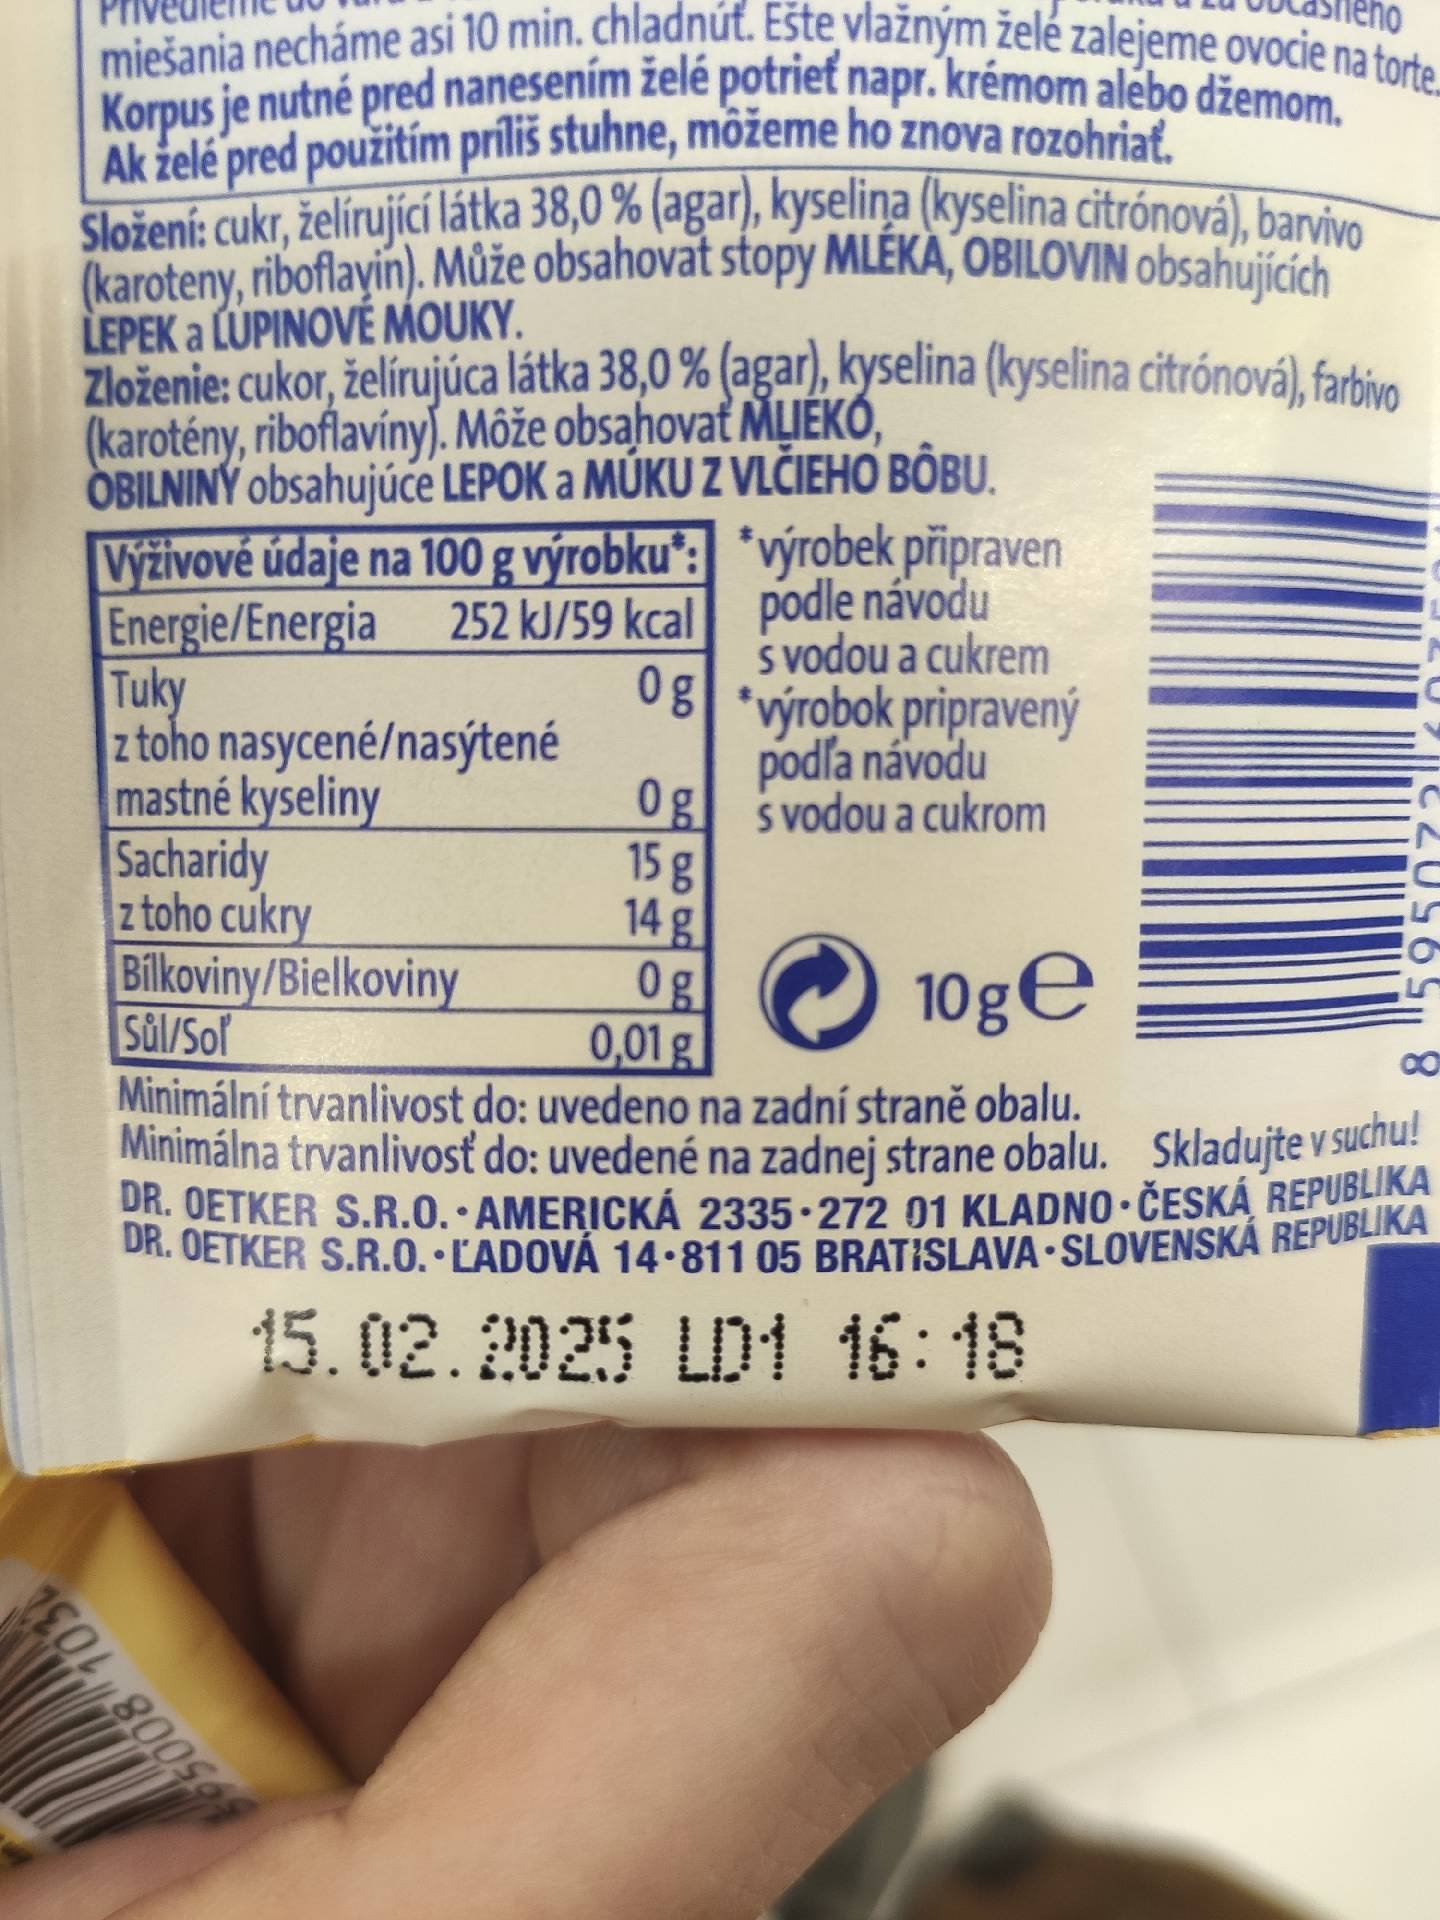 miešania necháme asi 10 min. chladnúť. Ešte vlažným želé zalejeme ovocie na torte.
Korpus je nutné pred nanesením želé potrieť napr. krémom alebo džemom.
Ak želé pred použitím príliš stuhne, môžeme ho znova rozohriať.
Složení: cukr, želírující látka 38,0 % (agar), kyselina (kyselina citrónová), barvivo
(karoteny, riboflavin). Může obsahovat stopy MLÉKA, OBILOVIN obsahujících
LEPEK a LUPINOVÉ MOUKY.
Zloženie: cukor, želírujúca látka 38,0 % (agar), kyselina (kyselina citrónová), farbivo
(karotény, riboflavíny). Môže obsahovať MLIEKO,
OBILNINY obsahujúce LEPOK a MÚKU Z VLČIEHO BÔBU.
Výživové údaje na 100 g výrobku*:
Energie/Energia 252 kJ/59 kcal
Tuky 0 g
z toho nasycené/nasýtené
mastné kyseliny 0 g
Sacharidy 15 g
z toho cukry 14 g
Bílkoviny/Bielkoviny 0 g
Sůl/Soľ 0,01 g
*výrobek připraven
podle návodu
s vodou a cukrem
*výrobok pripravený
podľa návodu
s vodou a cukrom
10 g e
Minimální trvanlivost do: uvedeno na zadní straně obalu.
Minimálna trvanlivosť do: uvedené na zadnej strane obalu. Skladujte v suchu!
DR. OETKER S.R.O. · AMERICKÁ 2335 · 272 01 KLADNO · ČESKÁ REPUBLIKA
DR. OETKER S.R.O. · ĽADOVÁ 14 · 811 05 BRATISLAVA · SLOVENSKÁ REPUBLIKA
15.02.2025 LD1 16:18